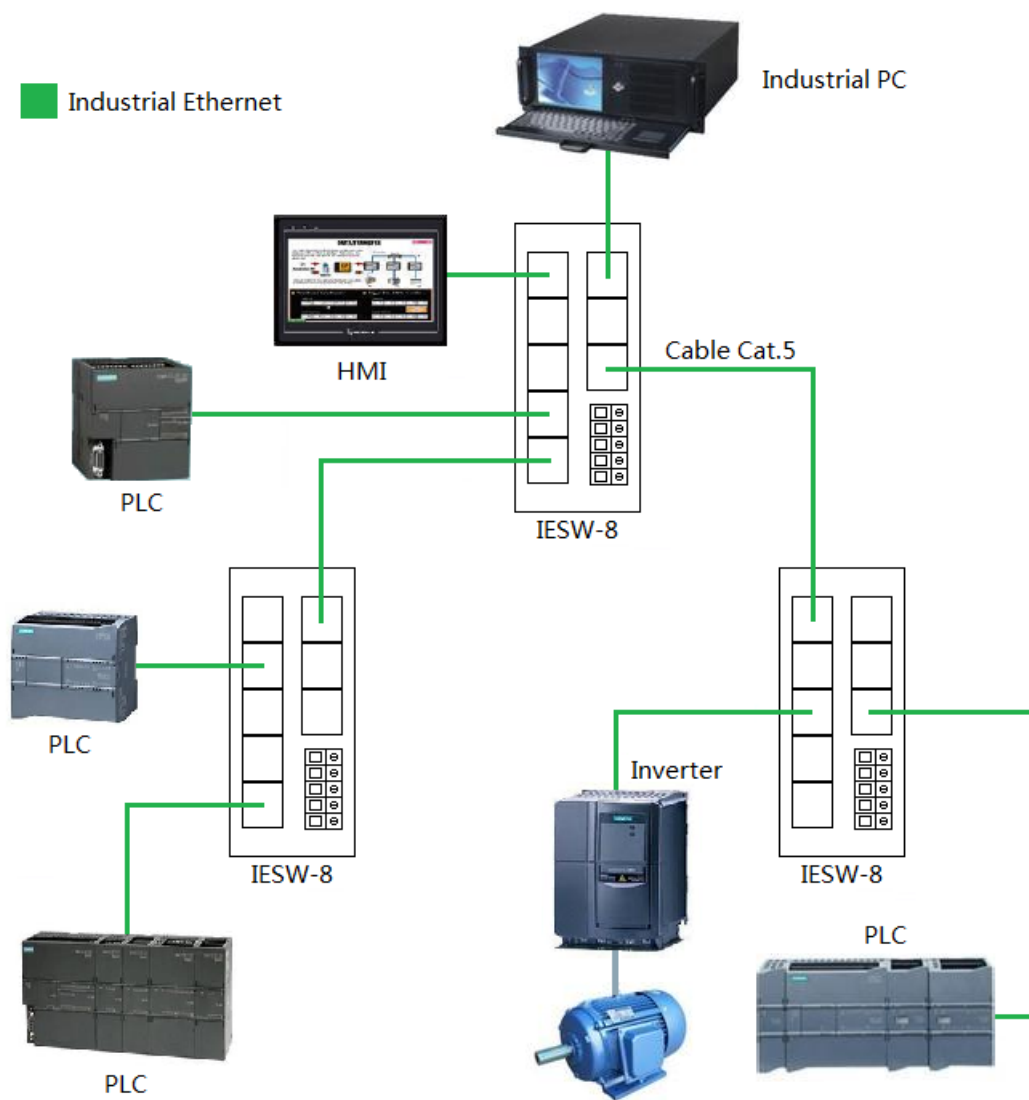 Industrial PC
Industrial Ethernet
HMI
Cable Cat.5
PLC
IESW-8
PLC
Inverter
IESW-8
IESW-8
PLC
PLC